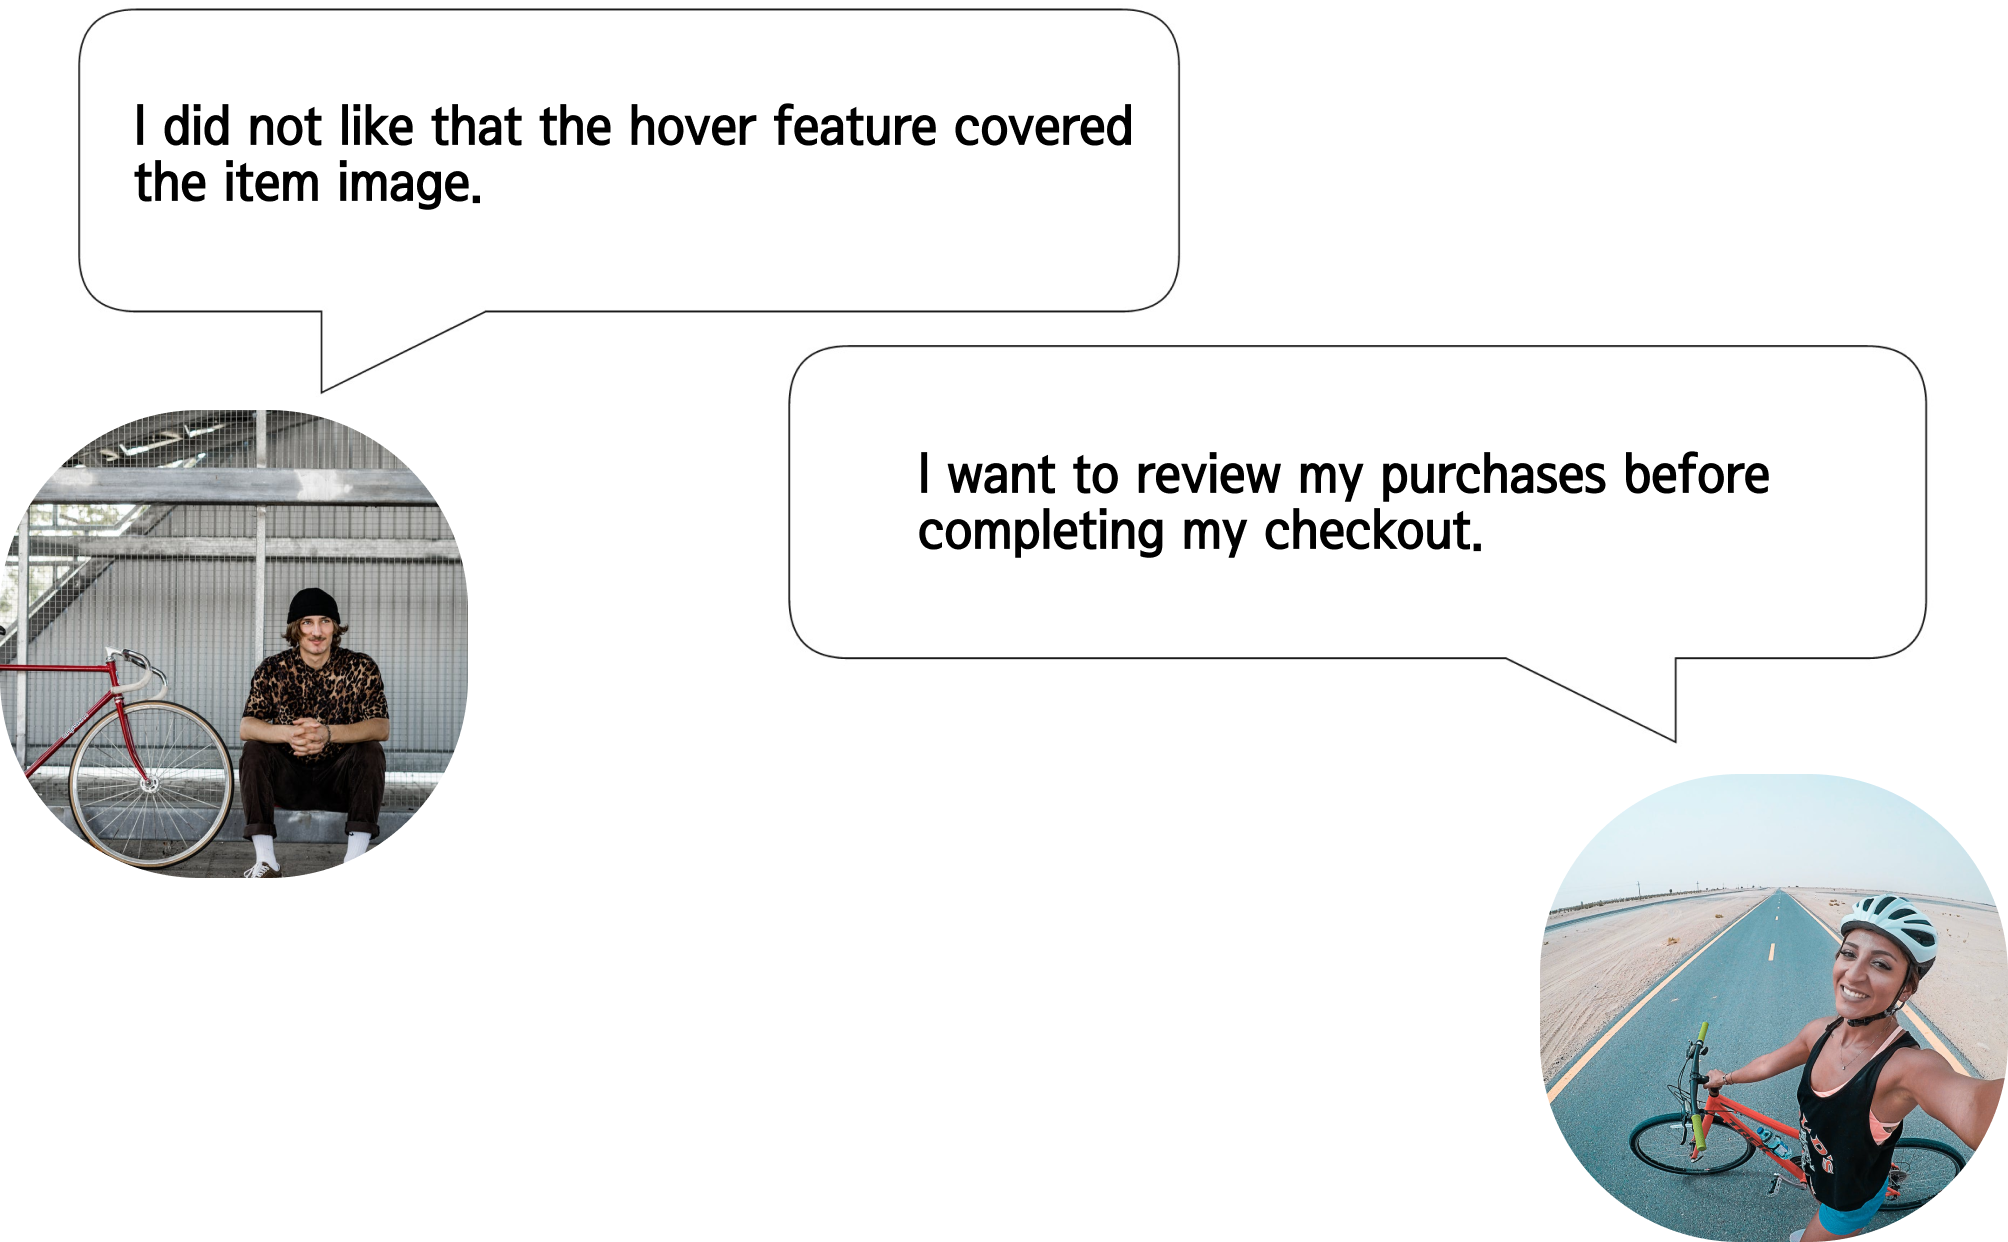 I did not like that the hover feature covered
the item image.
I want to review my purchases before
completing my checkout.